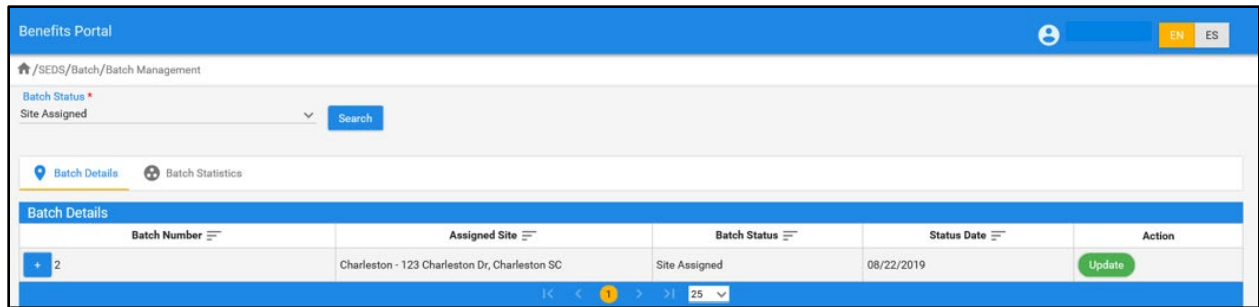 Benefits Portal
EN ES
/SEDS/Batch/Batch Management
Batch Status *
Site Assigned
Search
Batch Details Batch Statistics
Batch Details
Batch Number Assigned Site Batch Status Status Date Action
+ 2 Charleston - 123 Charleston Dr, Charleston SC Site Assigned 08/22/2019 Update
|< < 1 > >| 25